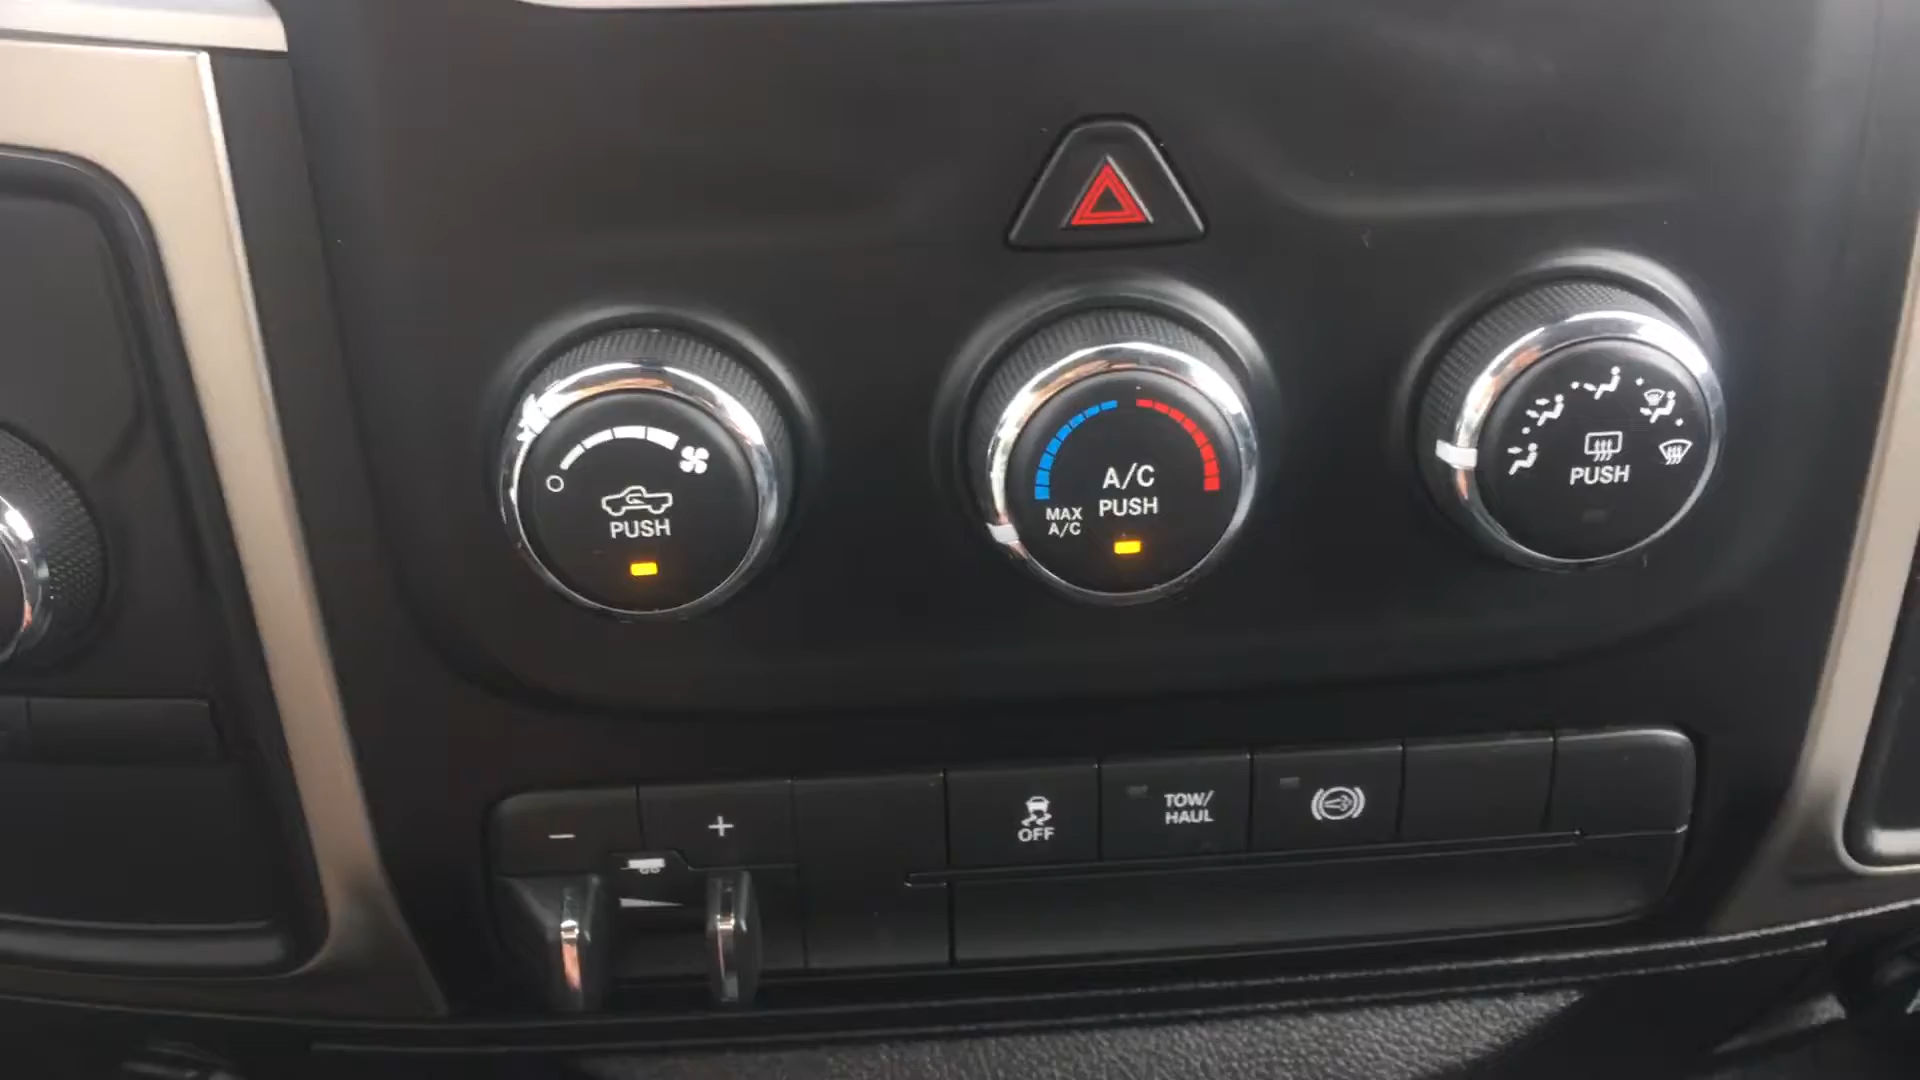 PUSH
A/C
PUSH
MAX
A/C
PUSH
−
+
OFF
TOW/
HAUL